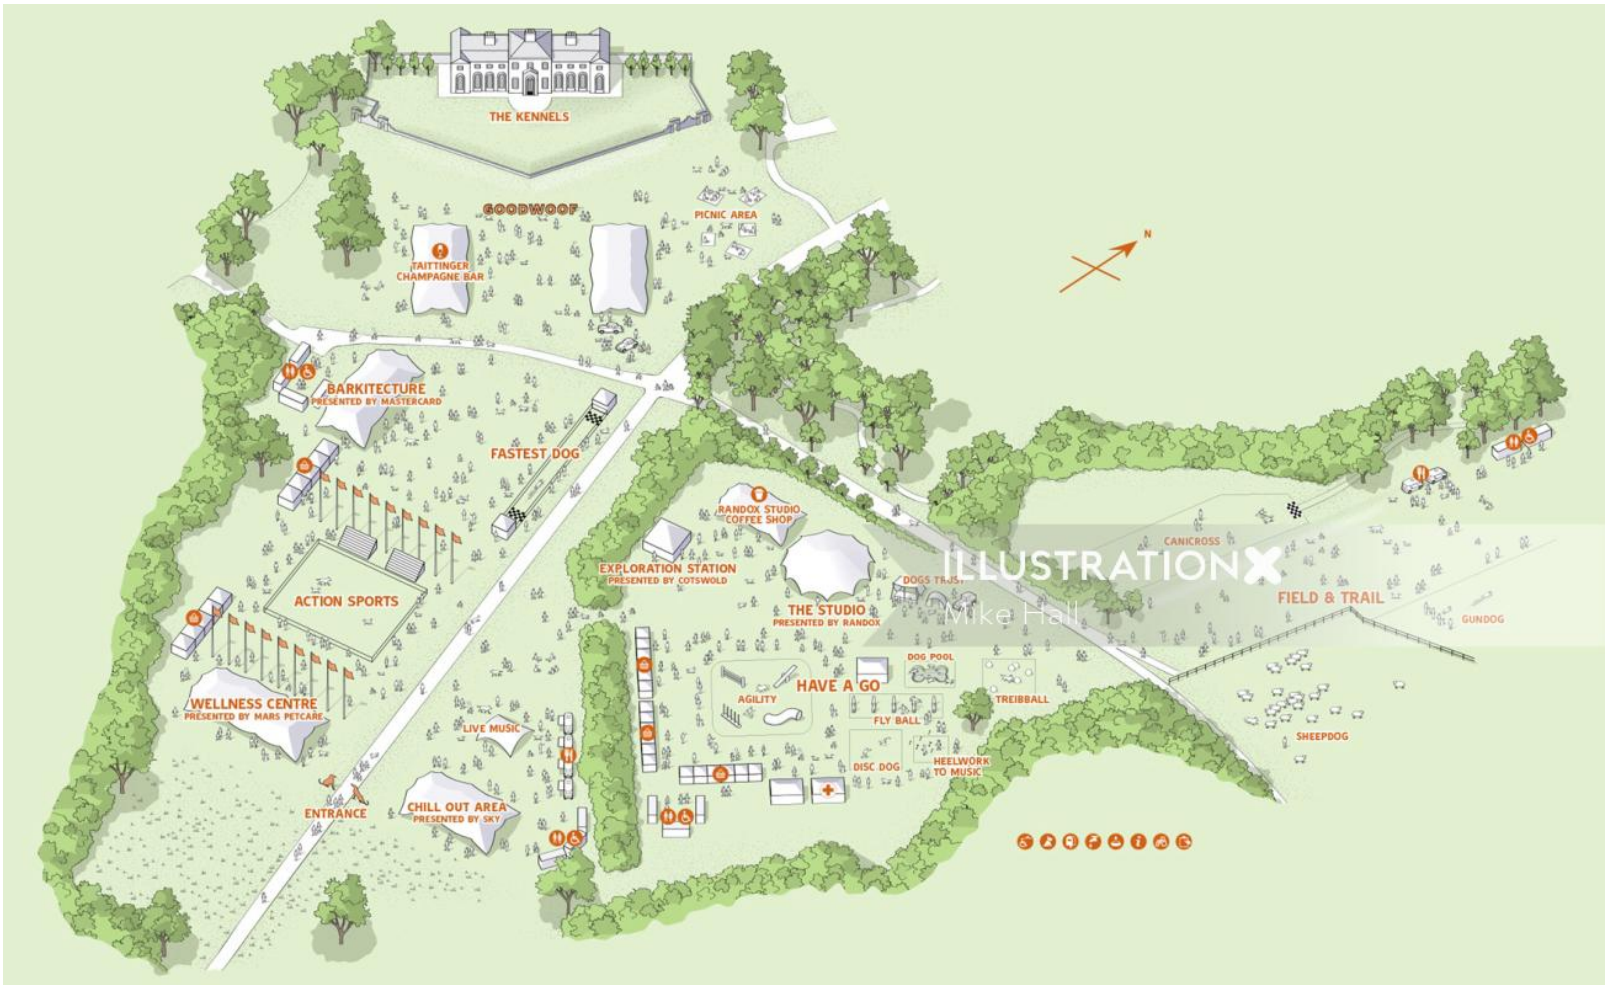 THE KENNELS
GOODWOOF
PICNIC AREA
TAITTINGER
CHAMPAGNE BAR
N
BARKITECTURE
PRESENTED BY MASTERCARD
FASTEST DOG
RANDOX STUDIO
COFFEE SHOP
EXPLORATION STATION
PRESENTED BY COTSWOLD
CANICROSS
ILLUSTRATIONX
Mike Hall
DOGS TRUST
FIELD & TRAIL
GUNDOG
ACTION SPORTS
THE STUDIO
PRESENTED BY RANDOX
DOG POOL
HAVE A GO
AGILITY
TREIBBALL
FLY BALL
WELLNESS CENTRE
PRESENTED BY MARS PETCARE
LIVE MUSIC
SHEEPDOG
DISC DOG
HEELWORK
TO MUSIC
ENTRANCE
CHILL OUT AREA
PRESENTED BY SKY
i